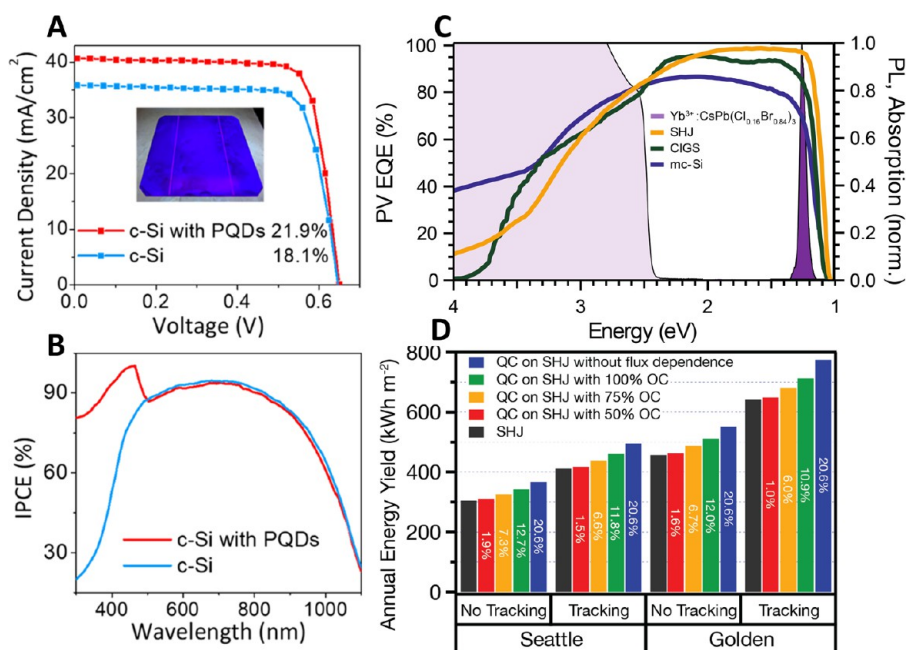 A
Current Density (mA/cm²)
40
35
30
25
20
15
10
5
0
c-Si with PQDs 21.9%
c-Si 18.1%
0.0 0.2 0.4 0.6
Voltage (V)
B
IPCE (%)
90
60
30
c-Si with PQDs
c-Si
400 600 800 1000
Wavelength (nm)
C
PV EQE (%)
100
80
60
40
20
0
Yb³⁺:CsPb(Cl₀.₁₆Br₀.₈₄)₃
SHJ
CIGS
mc-Si
1.0
0.8
0.6
0.4
0.2
0.0
PL, Absorption (norm.)
4 3 2 1
Energy (eV)
D
Annual Energy Yield (kWh m⁻²)
800
600
400
200
0
QC on SHJ without flux dependence
QC on SHJ with 100% OC
QC on SHJ with 75% OC
QC on SHJ with 50% OC
SHJ
1.9% 7.3% 12.7% 20.6%
1.5% 6.6% 11.8% 20.6%
1.6% 6.7% 12.0% 20.6%
1.0% 6.0% 10.9% 20.6%
No Tracking Tracking No Tracking Tracking
Seattle Golden